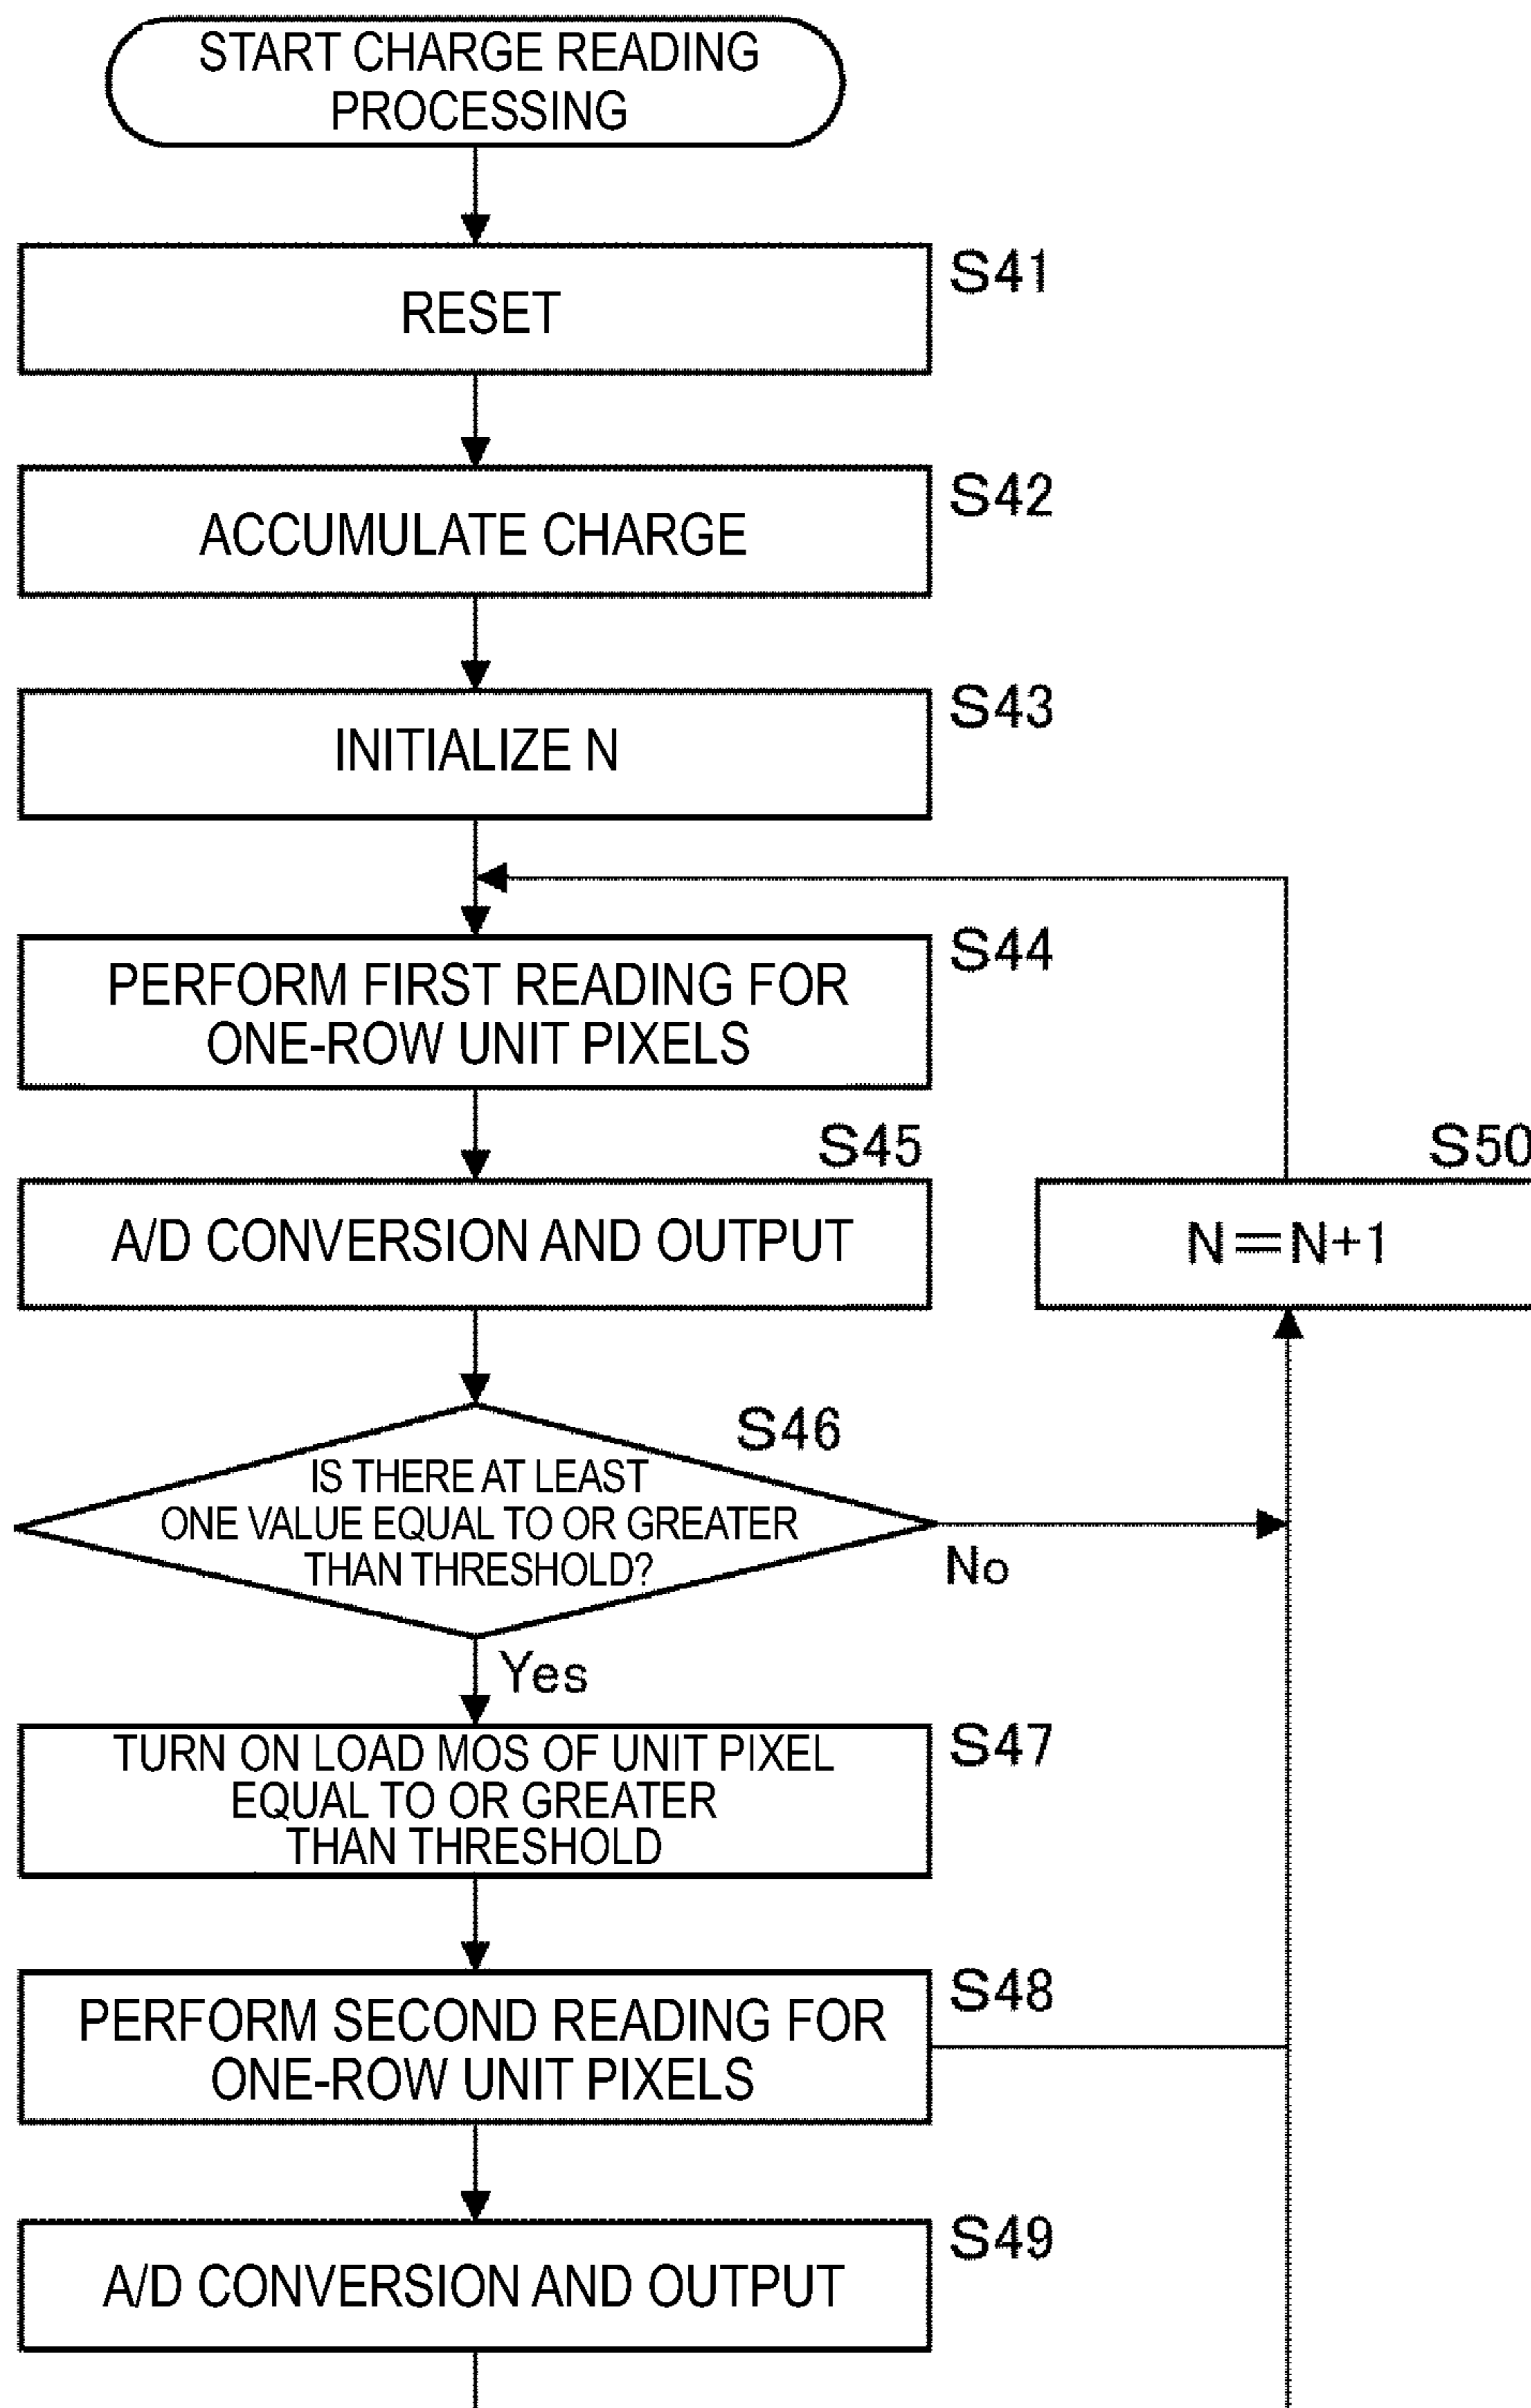 START CHARGE READING
PROCESSING
S41
RESET
S42
ACCUMULATE CHARGE
S43
INITIALIZE N
S44
PERFORM FIRST READING FOR
ONE-ROW UNIT PIXELS
S45
A/D CONVERSION AND OUTPUT
S50
N=N+1
S46
IS THERE AT LEAST
ONE VALUE EQUAL TO OR GREATER
THAN THRESHOLD?
No
Yes
S47
TURN ON LOAD MOS OF UNIT PIXEL
EQUAL TO OR GREATER
THAN THRESHOLD
S48
PERFORM SECOND READING FOR
ONE-ROW UNIT PIXELS
S49
A/D CONVERSION AND OUTPUT